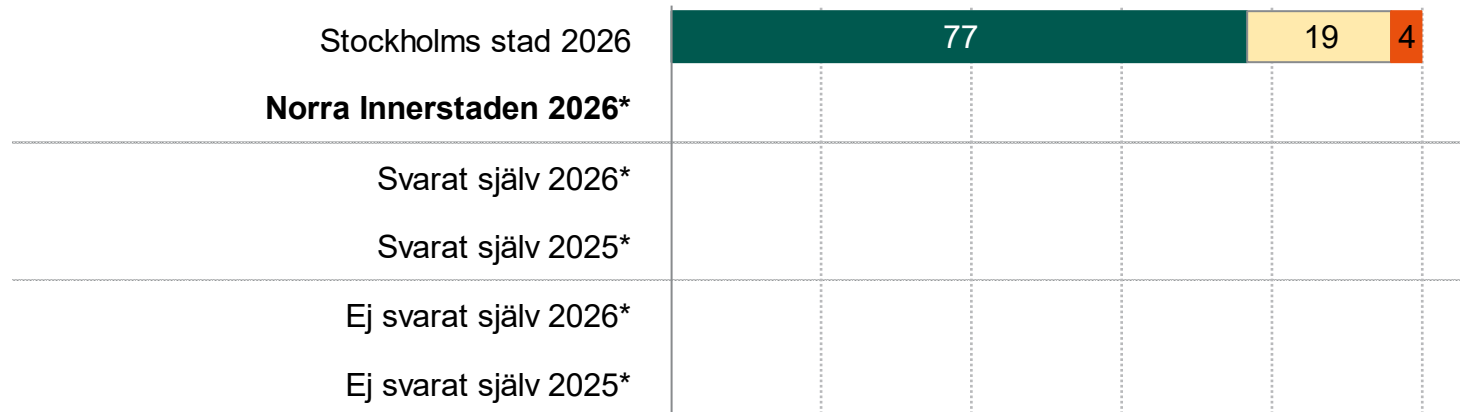 Stockholms stad 2026 77 19 4
Norra Innerstaden 2026*
Svarat själv 2026*
Svarat själv 2025*
Ej svarat själv 2026*
Ej svarat själv 2025*